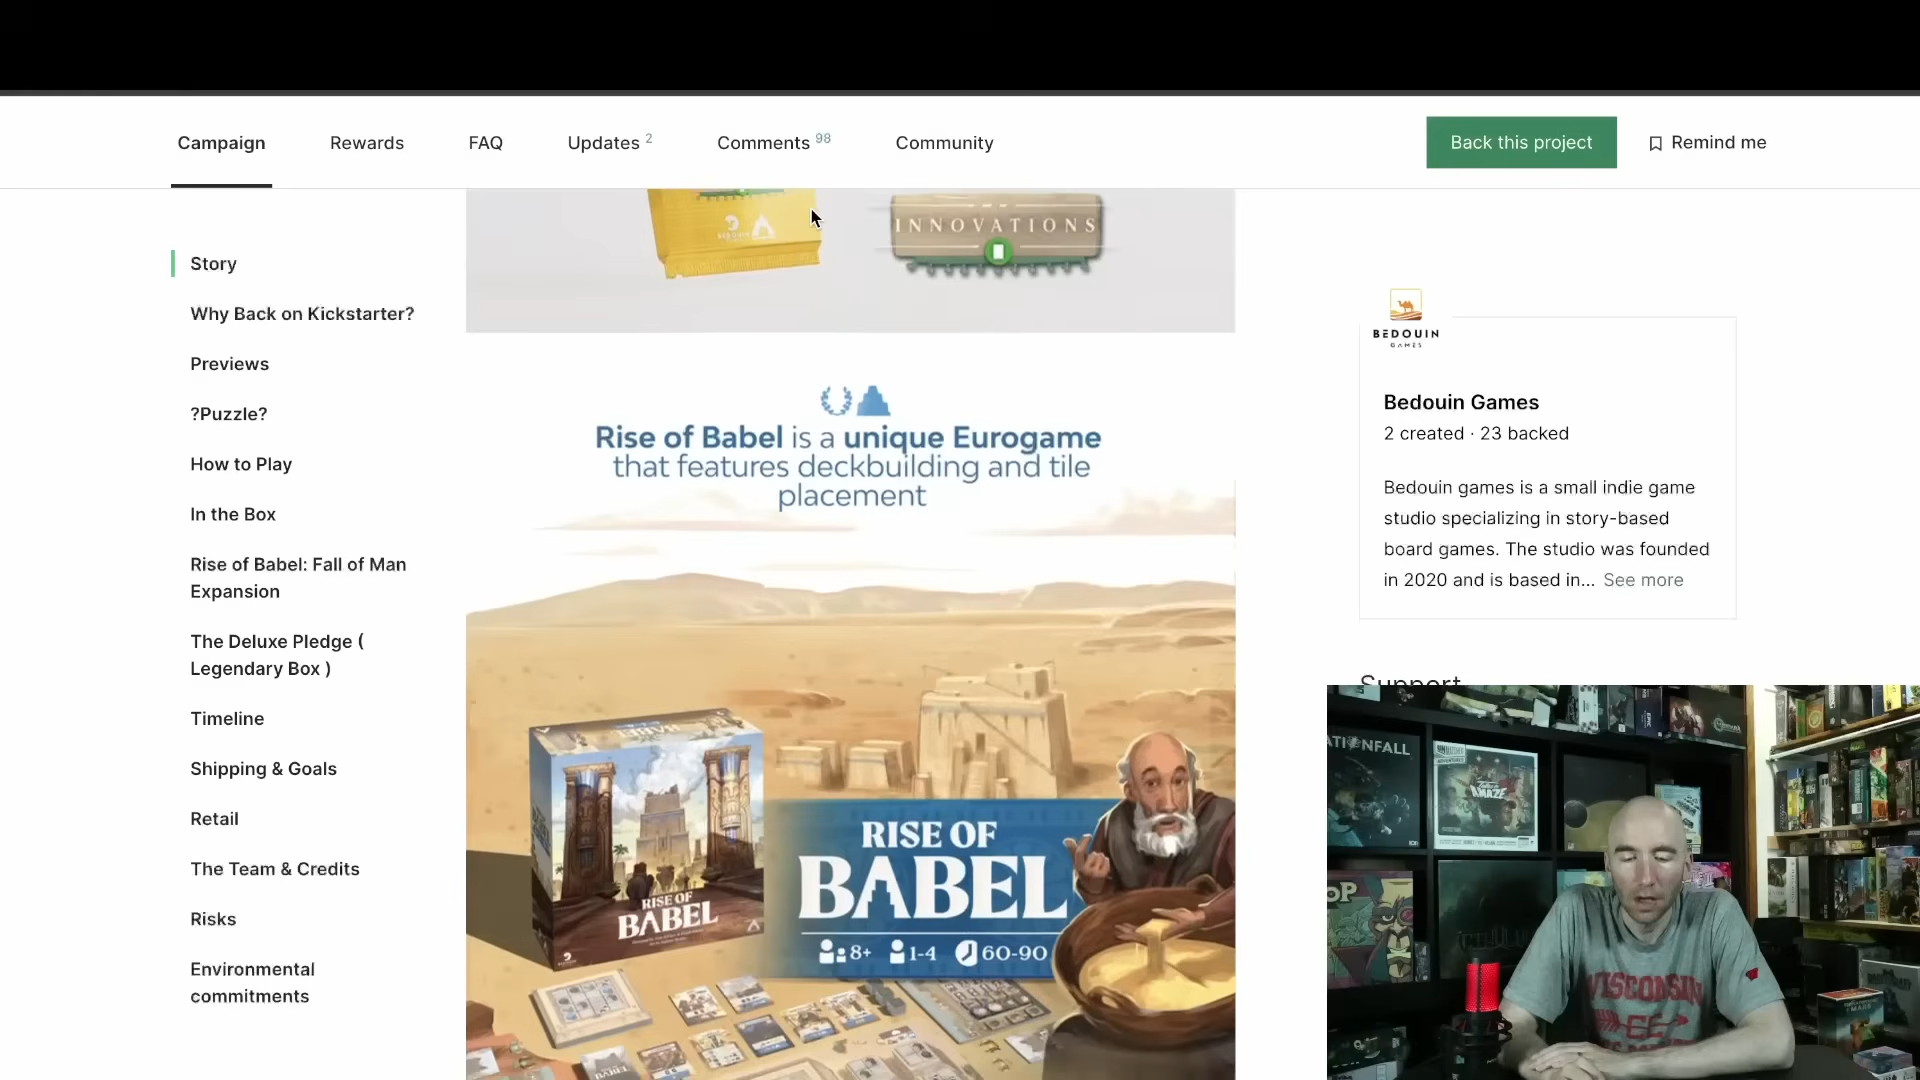 Campaign
Rewards
FAQ
Updates 2
Comments 98
Community
Back this project
Remind me
Story
Why Back on Kickstarter?
Previews
?Puzzle?
How to Play
In the Box
Rise of Babel: Fall of Man
Expansion
The Deluxe Pledge (
Legendary Box )
Timeline
Shipping & Goals
Retail
The Team & Credits
Risks
Environmental
commitments
INNOVATIONS
Rise of Babel is a unique Eurogame
that features deckbuilding and tile
placement
RISE OF
BABEL
RISE OF
BABEL
8+ 1-4 60-90
BEDOUIN
GAMES
Bedouin Games
2 created · 23 backed
Bedouin games is a small indie game
studio specializing in story-based
board games. The studio was founded
in 2020 and is based in... See more
Support
WISCONSIN